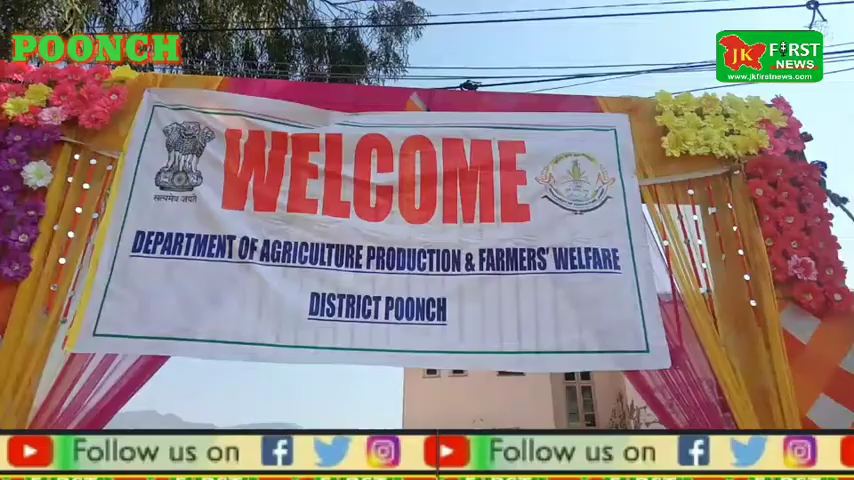 POONCH
JK FIRST
NEWS
www.jkfirstnews.com
WELCOME
सत्यमेव जयते
DEPARTMENT OF AGRICULTURE PRODUCTION & FARMERS' WELFARE
DISTRICT POONCH
Follow us on
Follow us on